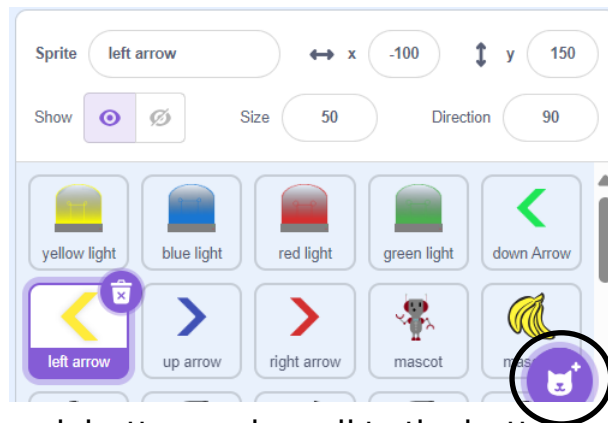 Sprite left arrow x -100 y 150
Show Size 50 Direction 90
yellow light blue light red light green light down Arrow
left arrow up arrow right arrow mascot